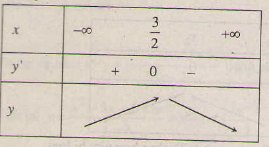 x −∞ 3/2 +∞
y' + 0 −
y